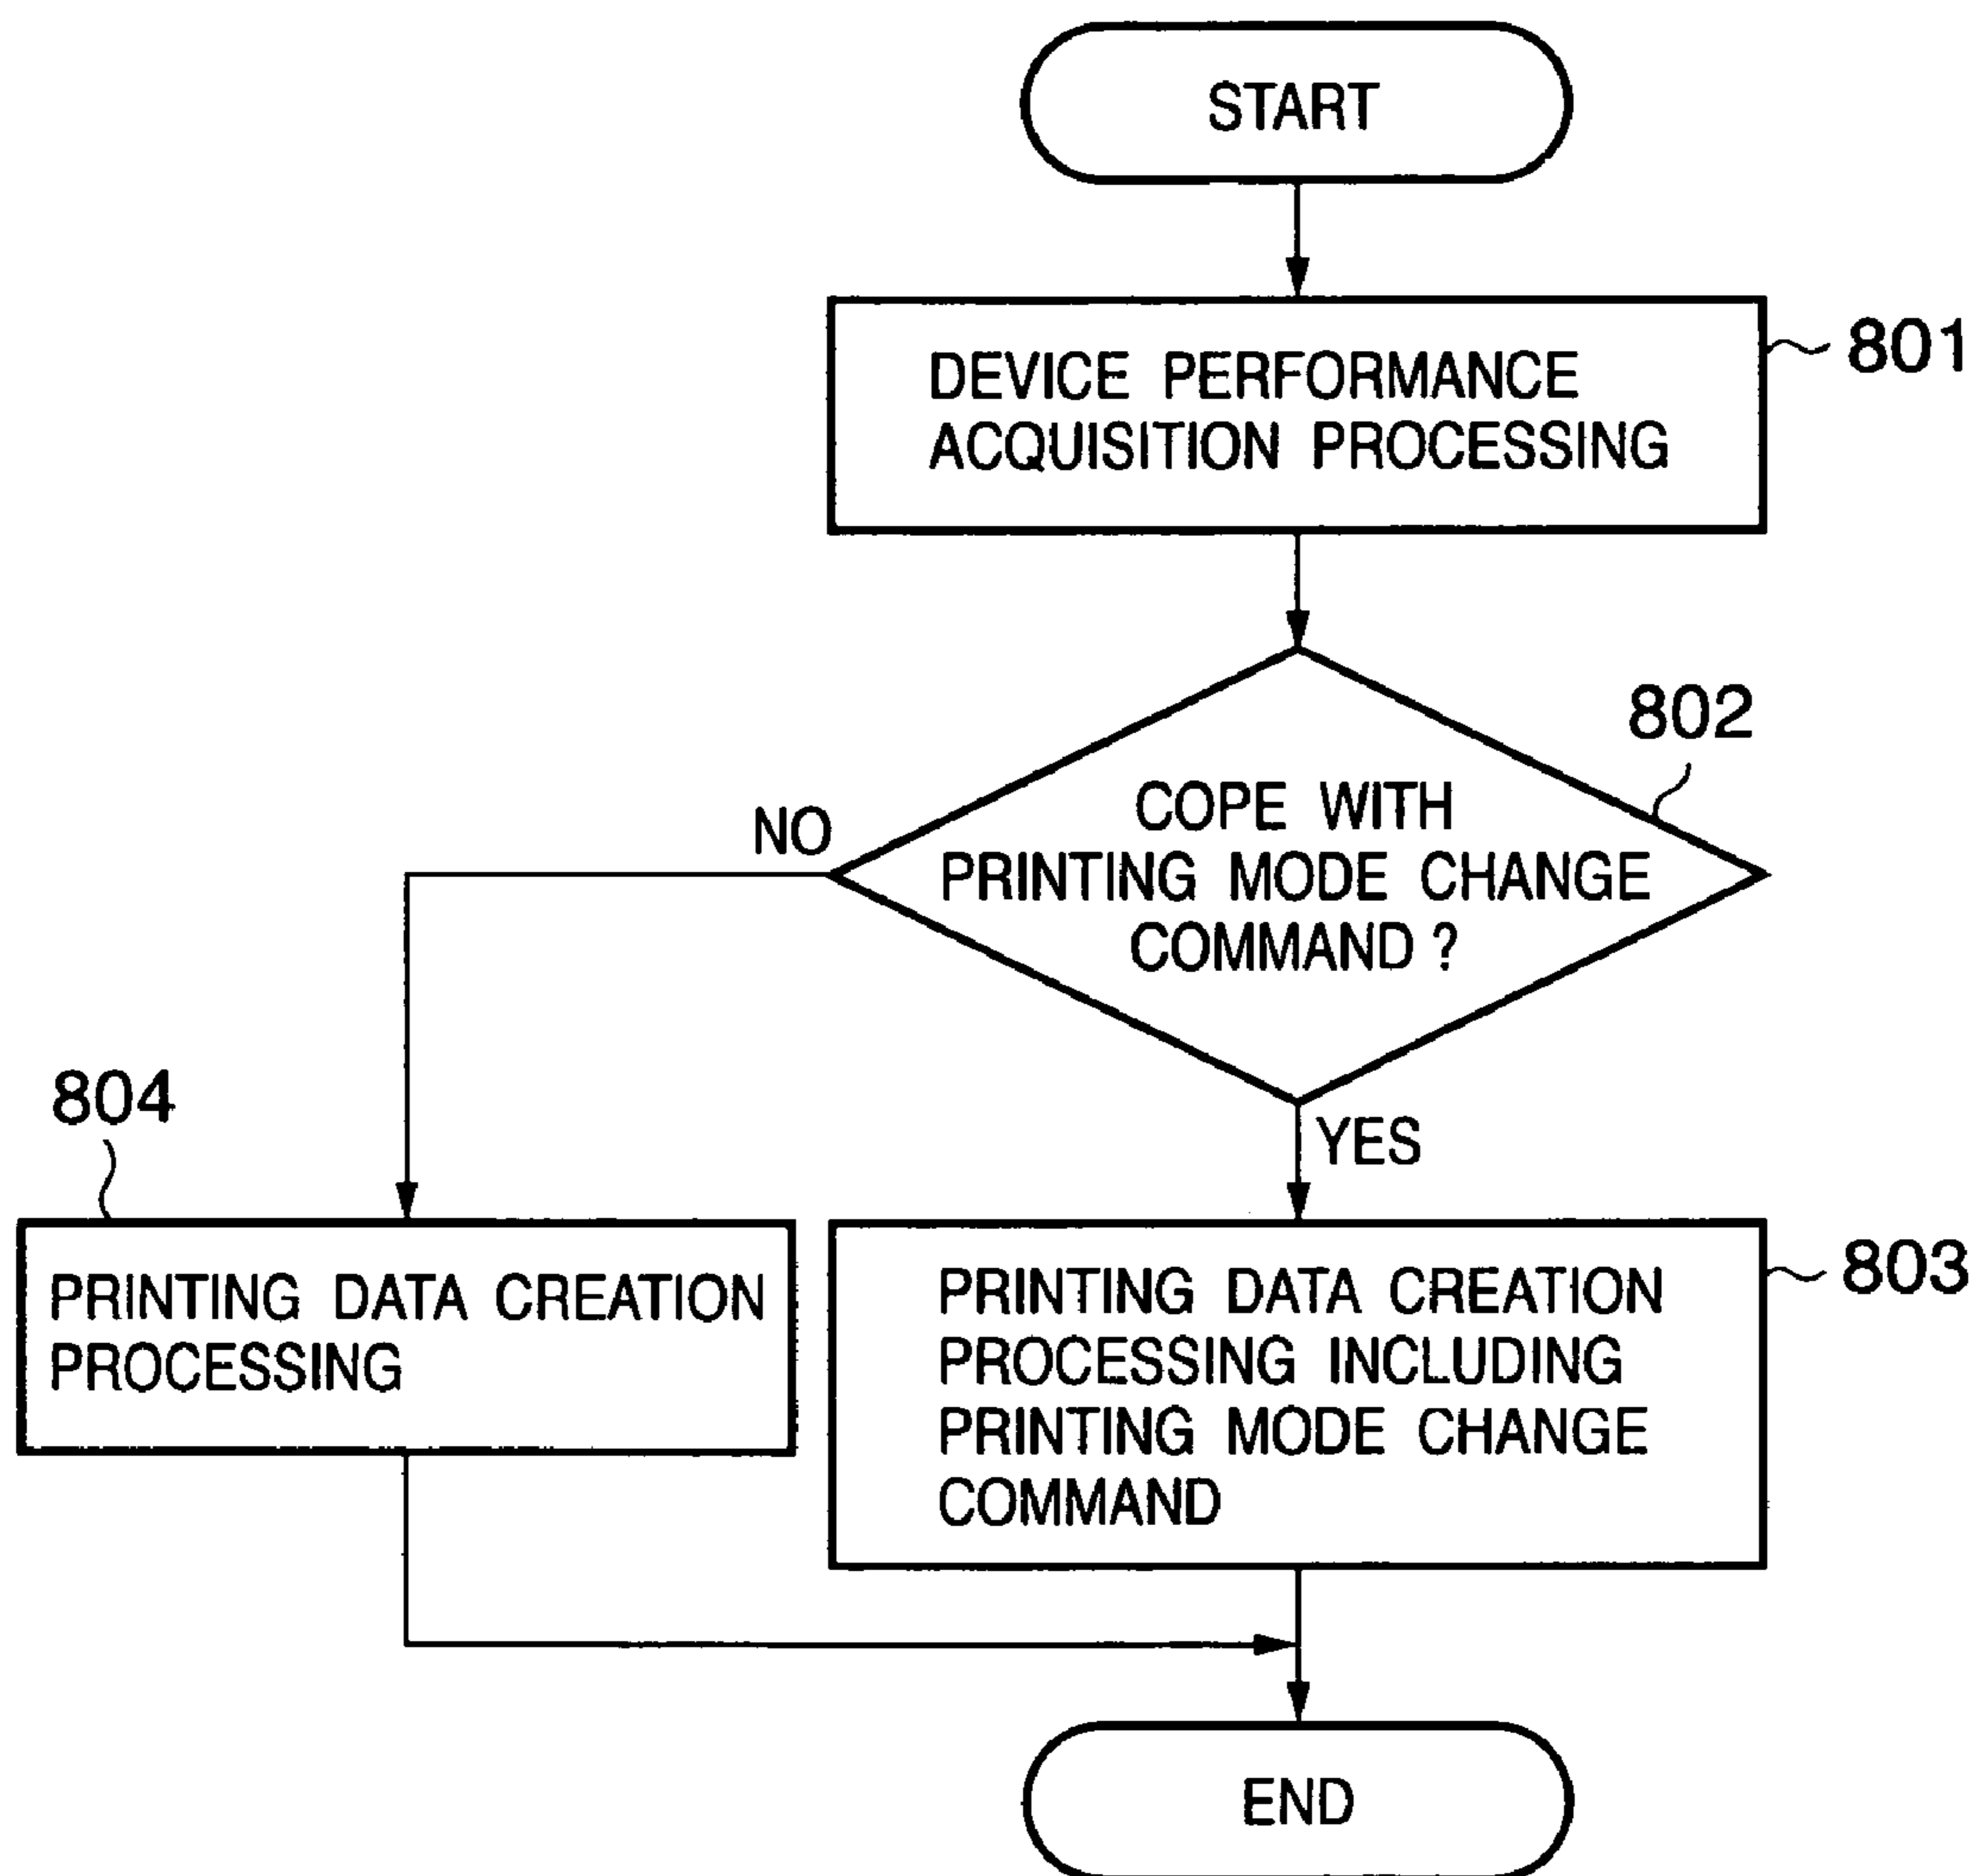 START
DEVICE PERFORMANCE
ACQUISITION PROCESSING
801
802
COPE WITH
PRINTING MODE CHANGE
COMMAND ?
NO
YES
804
PRINTING DATA CREATION
PROCESSING
803
PRINTING DATA CREATION
PROCESSING INCLUDING
PRINTING MODE CHANGE
COMMAND
END